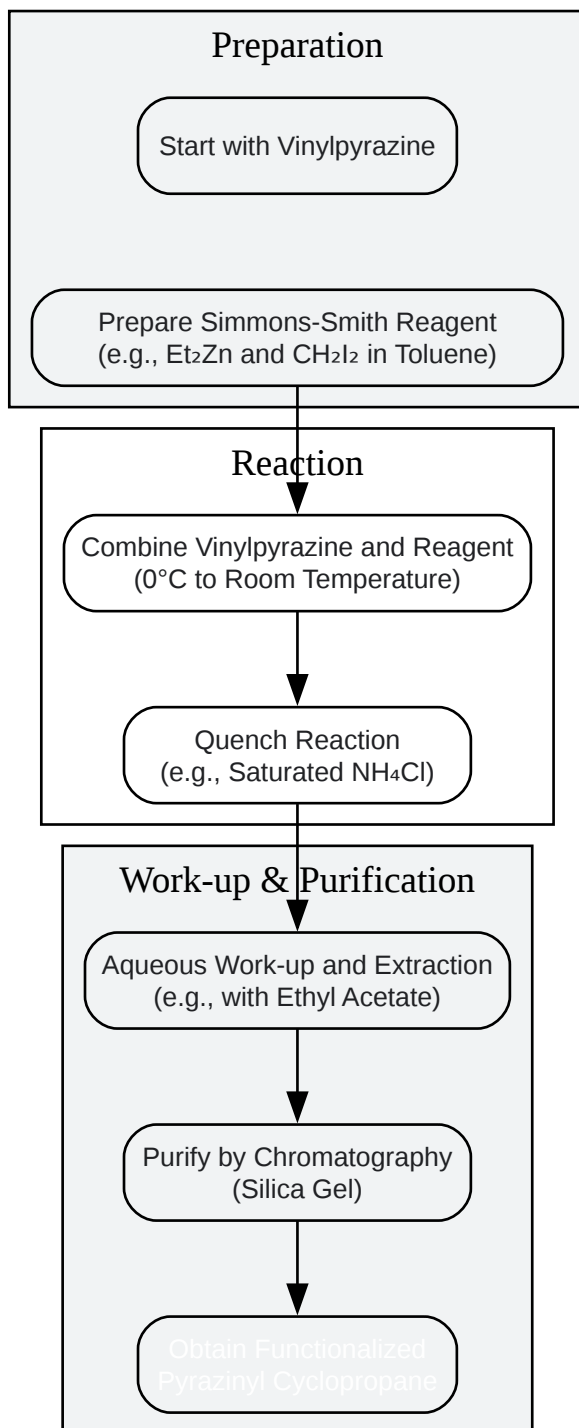 Preparation
Start with Vinylpyrazine
Prepare Simmons-Smith Reagent
(e.g., Et₂Zn and CH₂I₂ in Toluene)
Reaction
Combine Vinylpyrazine and Reagent
(0°C to Room Temperature)
Quench Reaction
(e.g., Saturated NH₄Cl)
Work-up & Purification
Aqueous Work-up and Extraction
(e.g., with Ethyl Acetate)
Purify by Chromatography
(Silica Gel)
Obtain Functionalized
Pyrazinyl Cyclopropane